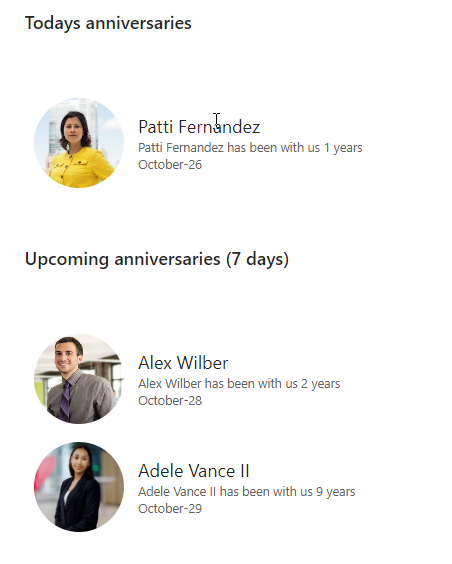 Todays anniversaries
Patti Fernandez
Patti Fernandez has been with us 1 years
October-26
Upcoming anniversaries (7 days)
Alex Wilber
Alex Wilber has been with us 2 years
October-28
Adele Vance II
Adele Vance II has been with us 9 years
October-29